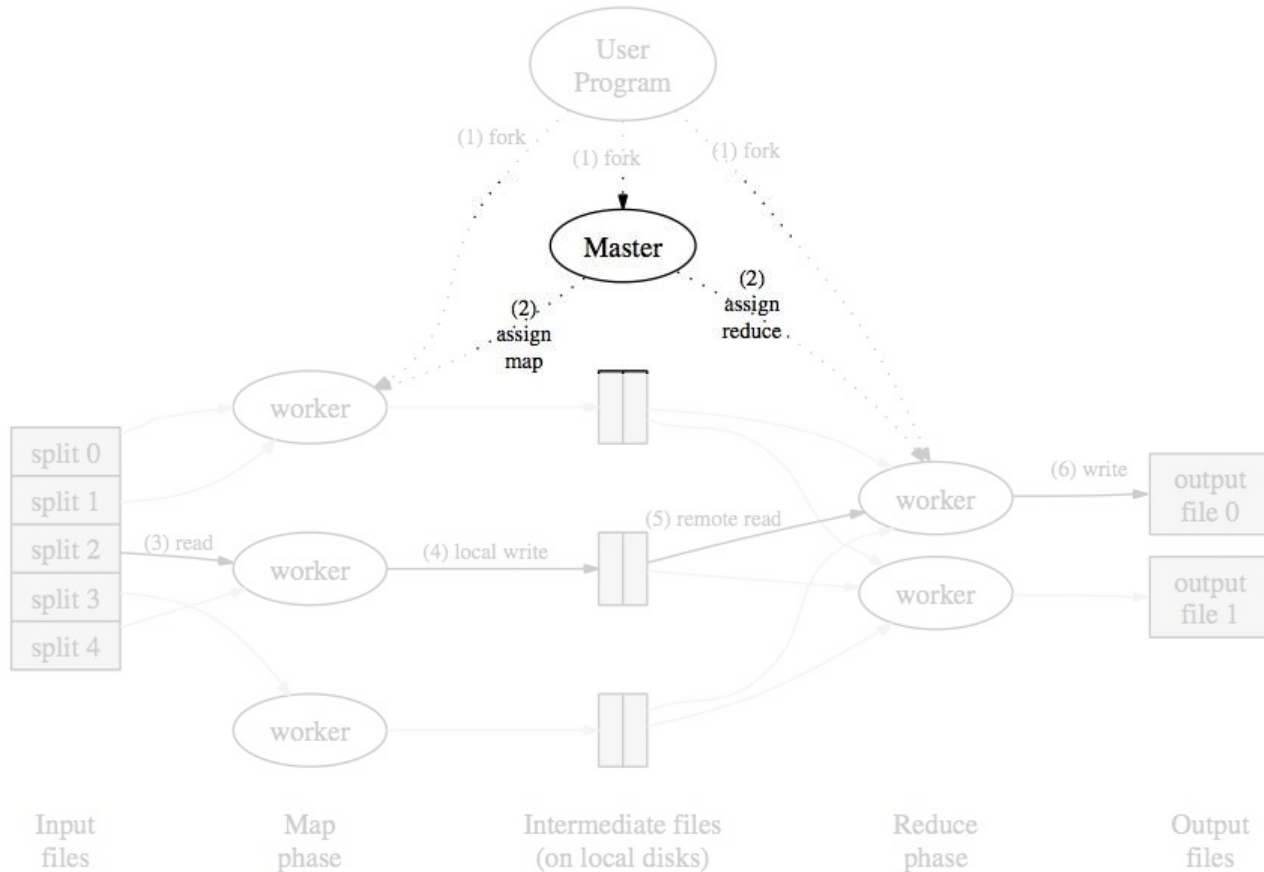 User
Program
(1) fork
(1) fork
(1) fork
Master
(2)
assign
map
(2)
assign
reduce
worker
split 0
split 1
split 2
split 3
split 4
(3) read
worker
(4) local write
(5) remote read
worker
(6) write
output
file 0
worker
output
file 1
worker
Input
files
Map
phase
Intermediate files
(on local disks)
Reduce
phase
Output
files